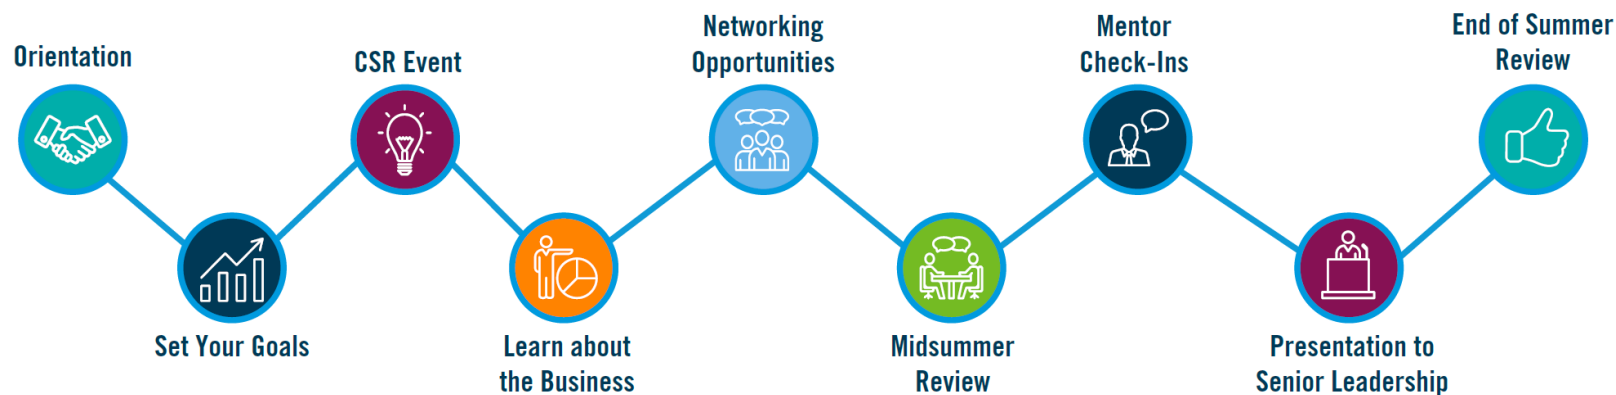 Orientation
Set Your Goals
CSR Event
Learn about
the Business
Networking
Opportunities
Midsummer
Review
Mentor
Check-Ins
Presentation to
Senior Leadership
End of Summer
Review